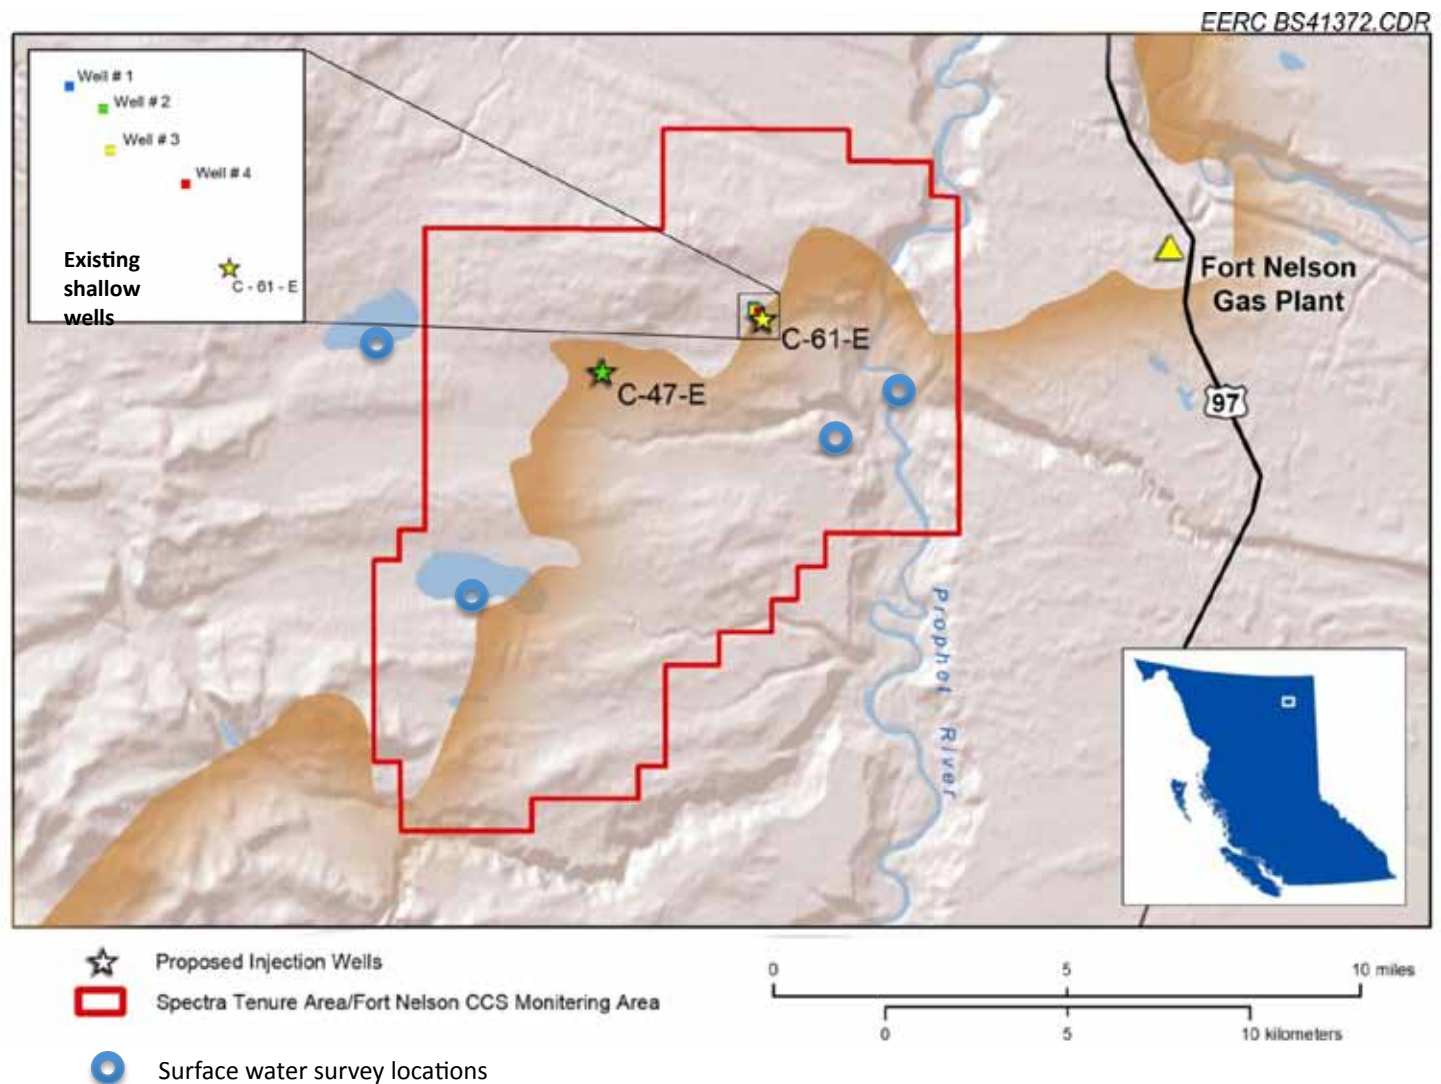 EERC BS41372.CDR
Well # 1
Well # 2
Well # 3
Well # 4
Existing
shallow
wells
C - 61 - E
Fort Nelson
Gas Plant
C-61-E
C-47-E
97
Prophot River
Proposed Injection Wells
Spectra Tenure Area/Fort Nelson CCS Monitering Area
Surface water survey locations
0 5 10 miles
0 5 10 kilometers